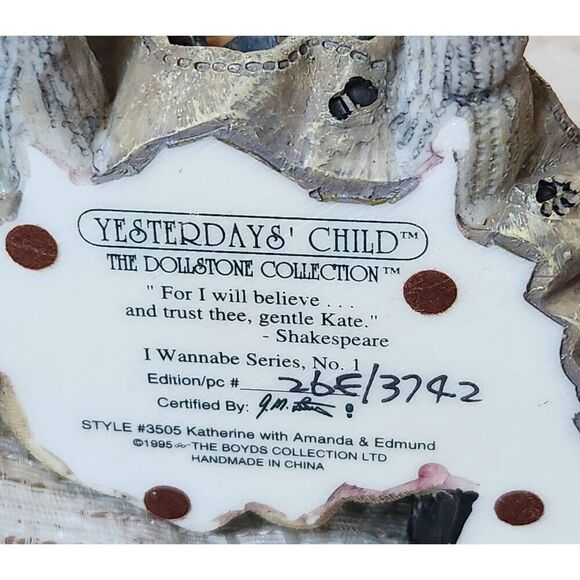 YESTERDAYS' CHILD™
THE DOLLSTONE COLLECTION™
" For I will believe . . .
and trust thee, gentle Kate."
- Shakespeare
I Wannabe Series, No. 1
Edition/pc # 26E/3742
Certified By:
STYLE #3505 Katherine with Amanda & Edmund
©1995 THE BOYDS COLLECTION LTD
HANDMADE IN CHINA